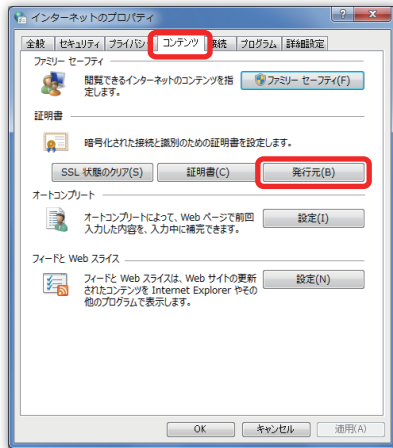 インターネットのプロパティ
全般 セキュリティ プライバシー コンテンツ 接続 プログラム 詳細設定
ファミリー セーフティ
閲覧できるインターネットのコンテンツを指
定します。
ファミリー セーフティ(F)
証明書
暗号化された接続と識別のための証明書を設定します。
SSL 状態のクリア(S) 証明書(C) 発行元(B)
オートコンプリート
オートコンプリートによって、Web ページで前回
入力した内容を、入力中に補完できます。
設定(I)
フィードと Web スライス
フィードと Web スライスは、Web サイトの更新
されたコンテンツを Internet Explorer やその
他のプログラムで表示します。
設定(N)
OK キャンセル 適用(A)